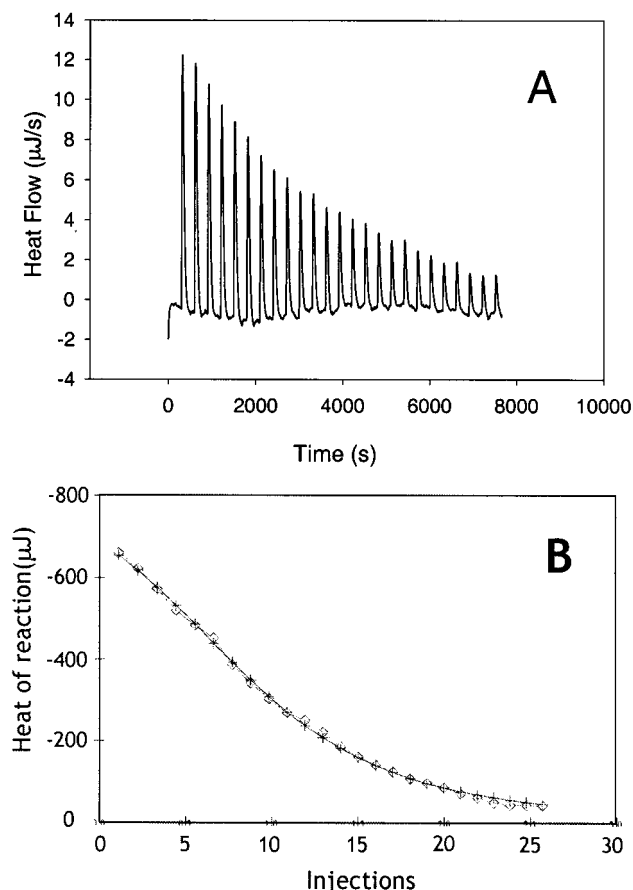 14
12
10
8
6
4
2
0
-2
-4
Heat Flow (µJ/s)
A
0 2000 4000 6000 8000 10000
Time (s)
-800
-600
-400
-200
0
Heat of reaction(µJ)
B
0 5 10 15 20 25 30
Injections